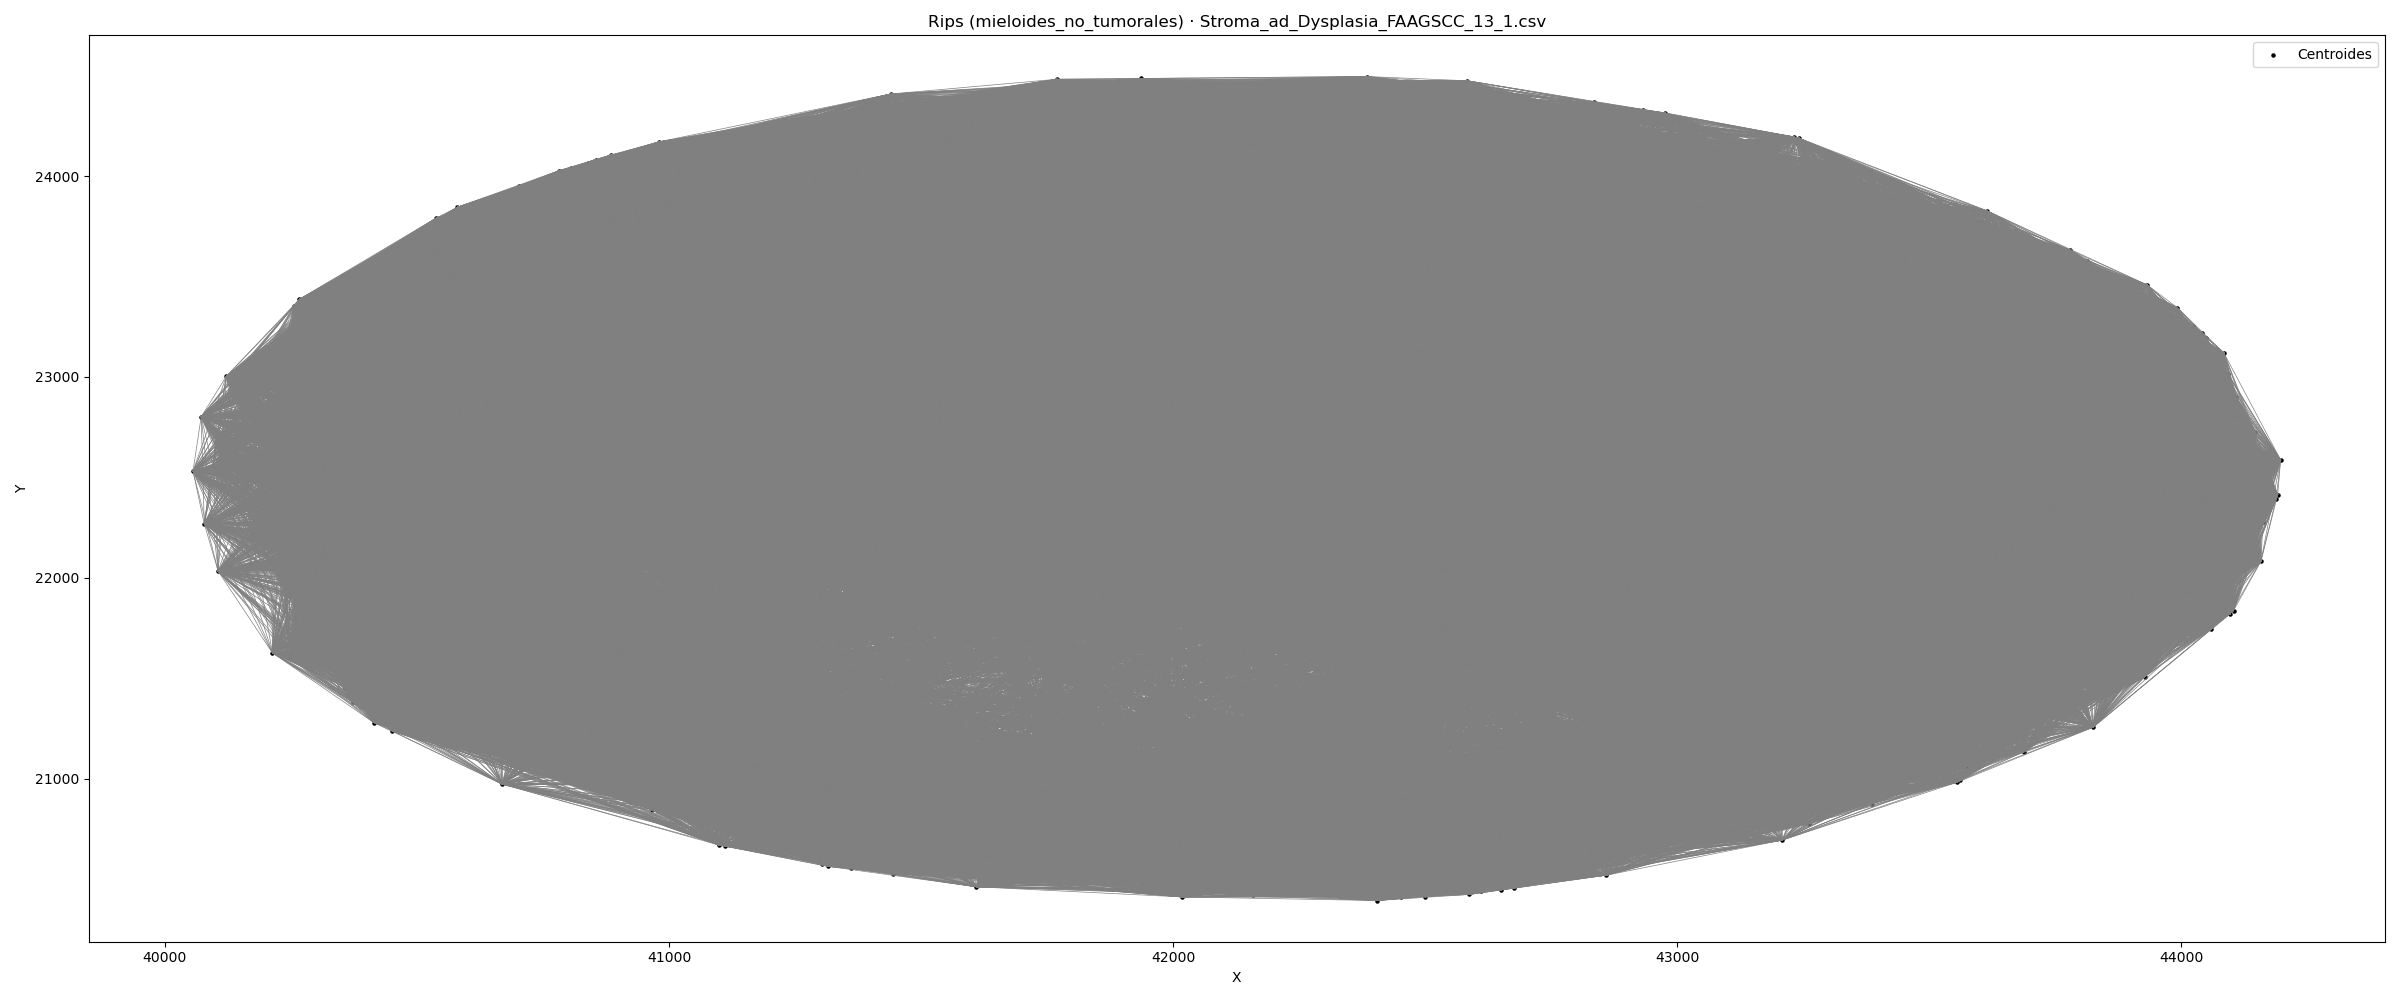 Rips (mieloides_no_tumorales) · Stroma_ad_Dysplasia_FAAGSCC_13_1.csv
Centroides
24000
23000
22000
21000
Y
40000
41000
42000
43000
44000
X